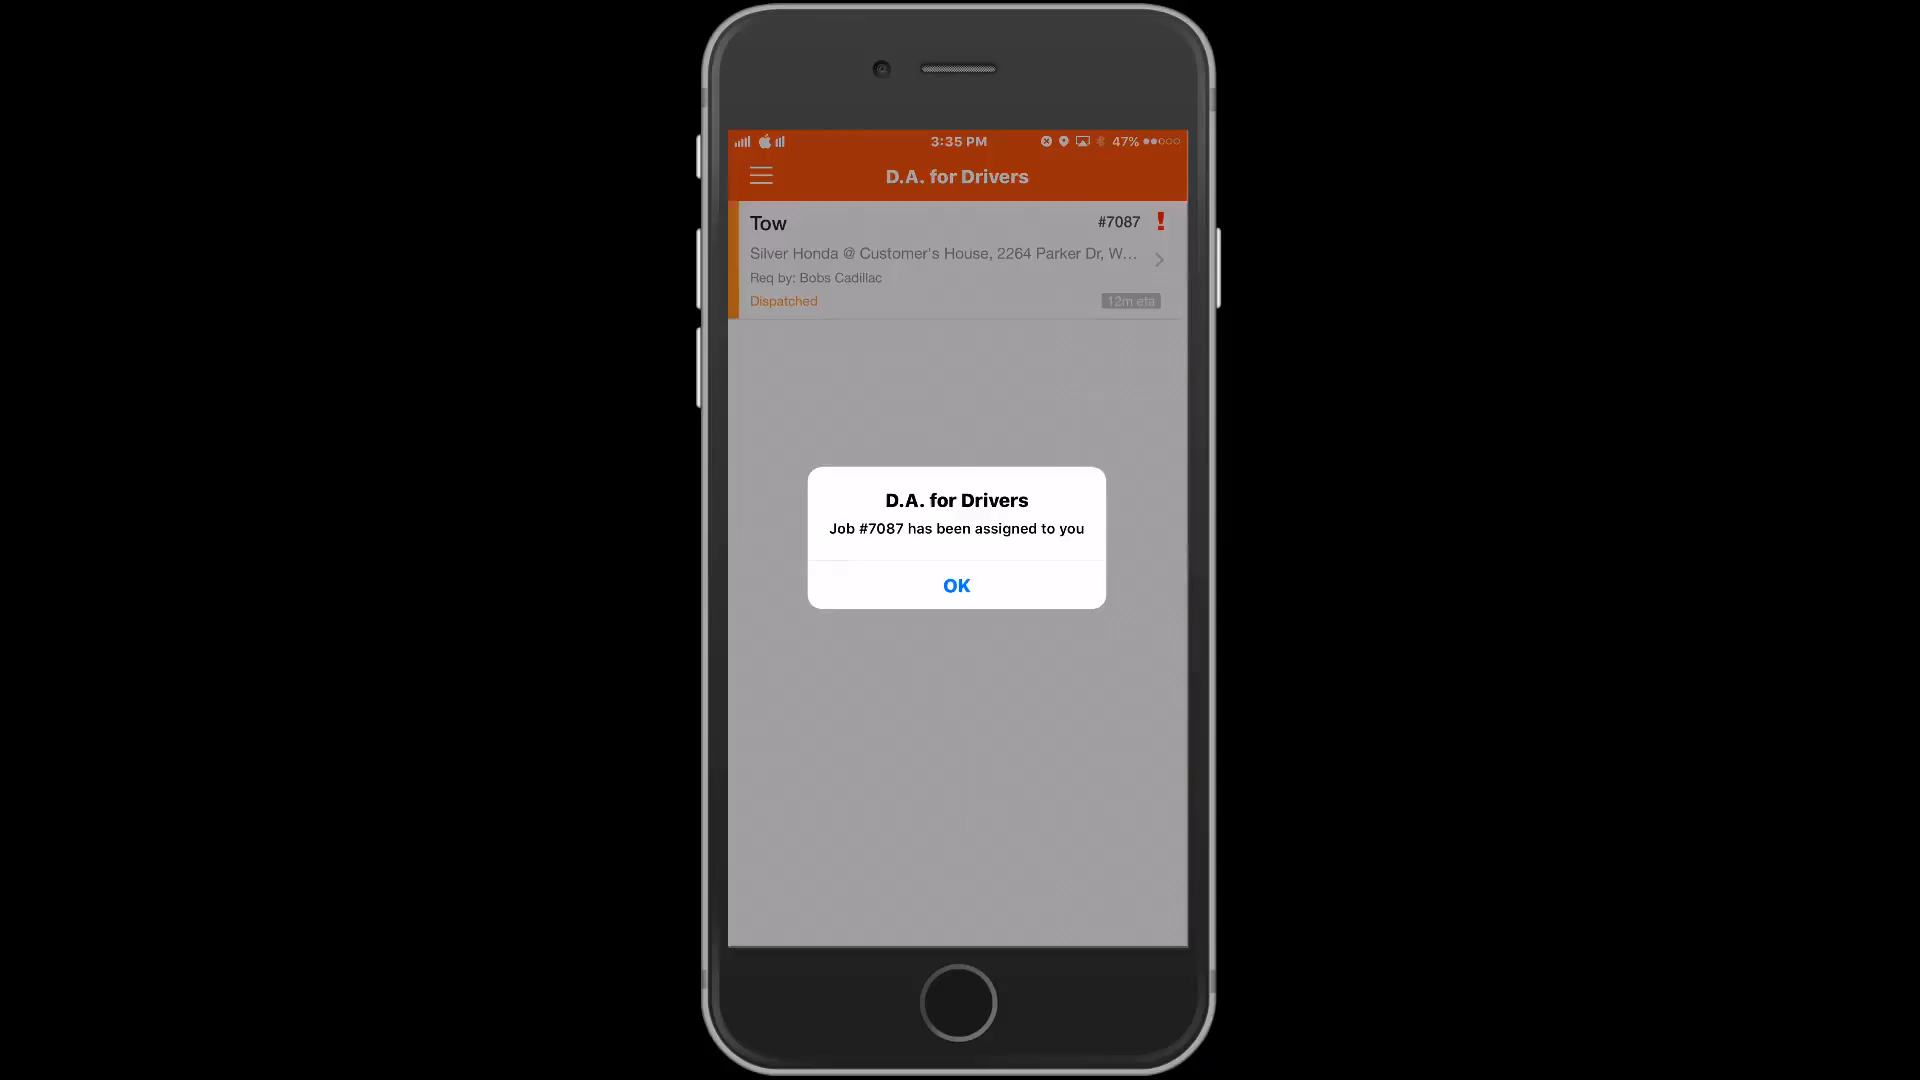 3:35 PM
47%
D.A. for Drivers
Tow
#7087
Silver Honda @ Customer's House, 2264 Parker Dr, W...
Req by: Bobs Cadillac
Dispatched
12m eta
D.A. for Drivers
Job #7087 has been assigned to you
OK